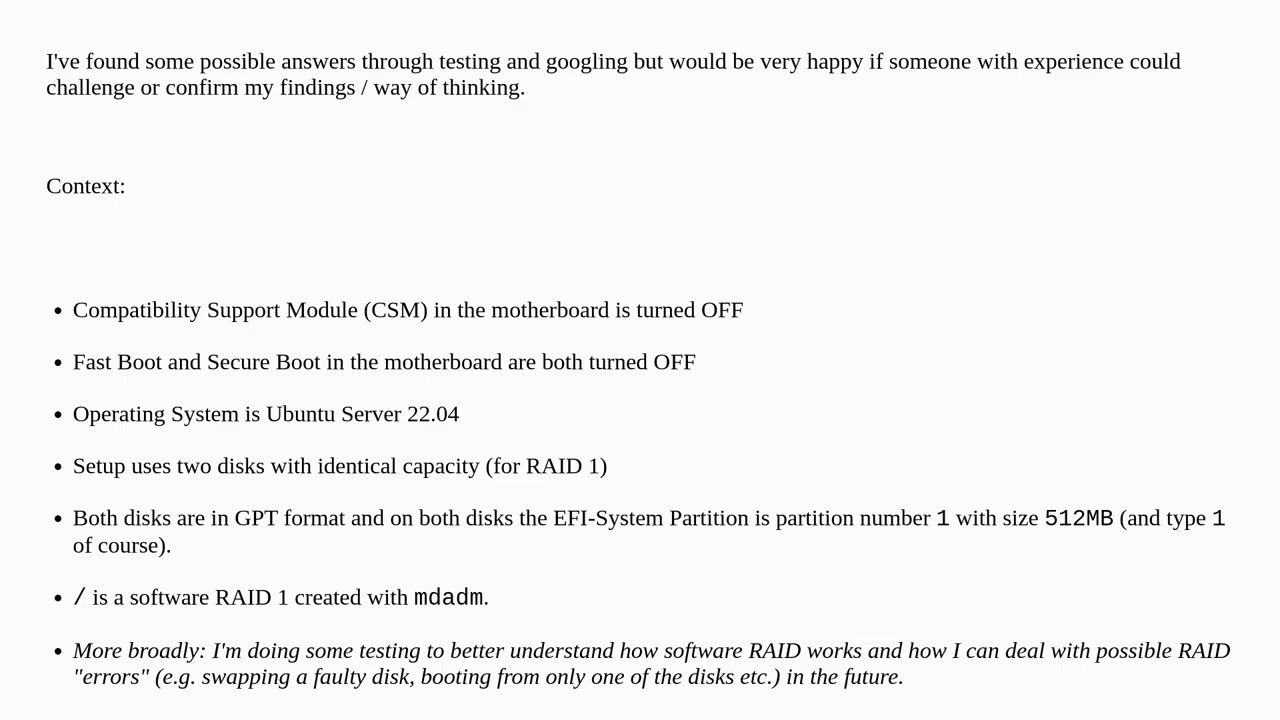 I've found some possible answers through testing and googling but would be very happy if someone with experience could
challenge or confirm my findings / way of thinking.
Context:
• Compatibility Support Module (CSM) in the motherboard is turned OFF
• Fast Boot and Secure Boot in the motherboard are both turned OFF
• Operating System is Ubuntu Server 22.04
• Setup uses two disks with identical capacity (for RAID 1)
• Both disks are in GPT format and on both disks the EFI-System Partition is partition number 1 with size 512MB (and type 1
of course).
• / is a software RAID 1 created with mdadm.
• More broadly: I'm doing some testing to better understand how software RAID works and how I can deal with possible RAID
"errors" (e.g. swapping a faulty disk, booting from only one of the disks etc.) in the future.